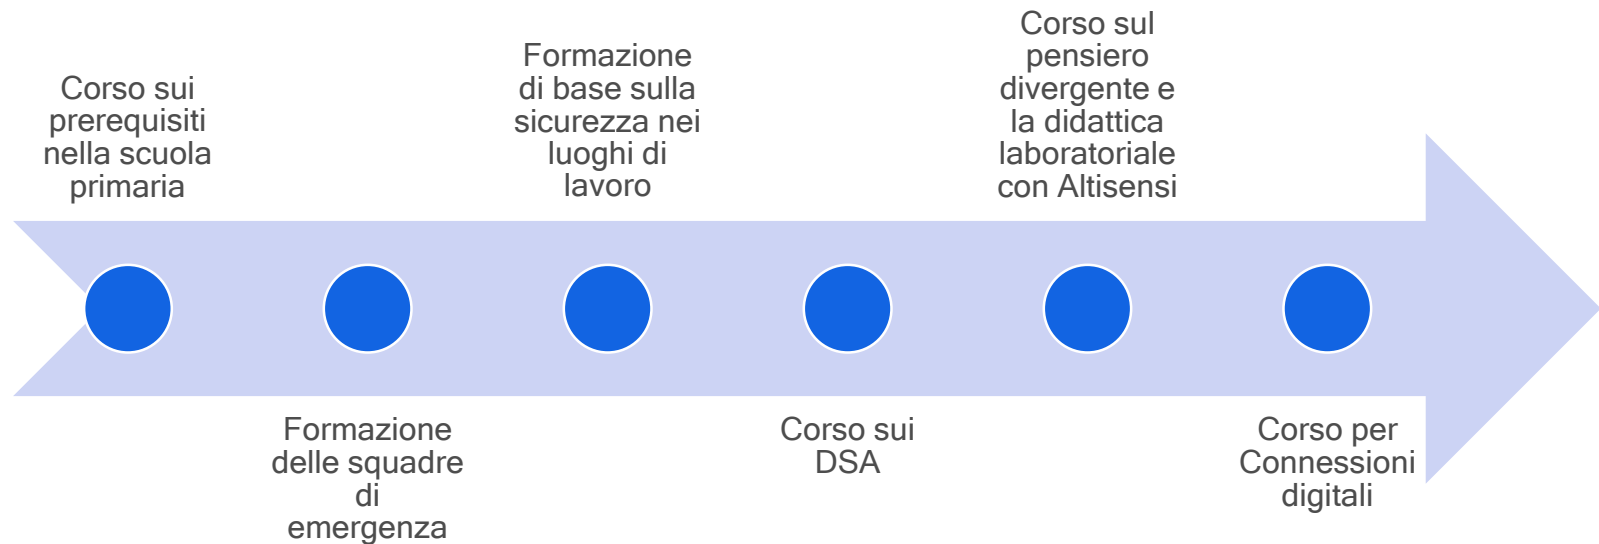 Corso sui
prerequisiti
nella scuola
primaria
Formazione
delle squadre
di
emergenza
Formazione
di base sulla
sicurezza nei
luoghi di
lavoro
Corso sui
DSA
Corso sul
pensiero
divergente e
la didattica
laboratoriale
con Altisensi
Corso per
Connessioni
digitali